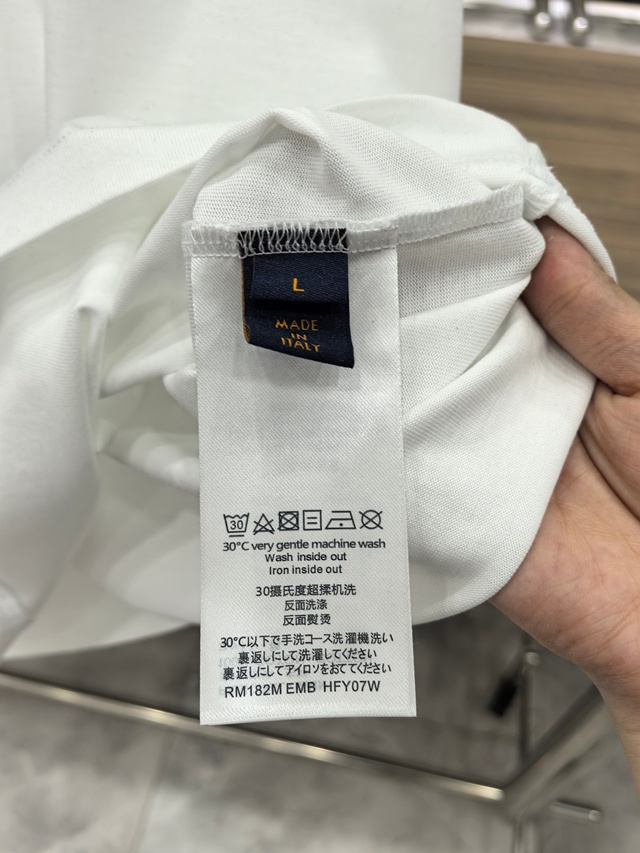 L
MADE
IN
ITALY
30
30°C very gentle machine wash
Wash inside out
Iron inside out
30摄氏度超揉机洗
反面洗涤
反面熨烫
30°C以下で手洗コース洗濯機洗い
裏返しにして洗濯してください
裏返しにしてアイロンをおててください
RM182M EMB HFY07W